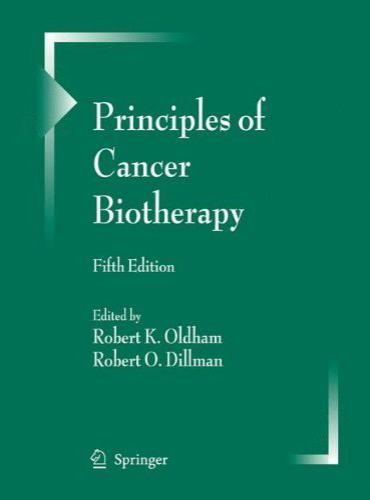 Principles of
Cancer
Biotherapy
Fifth Edition
Edited by
Robert K. Oldham
Robert O. Dillman
Springer